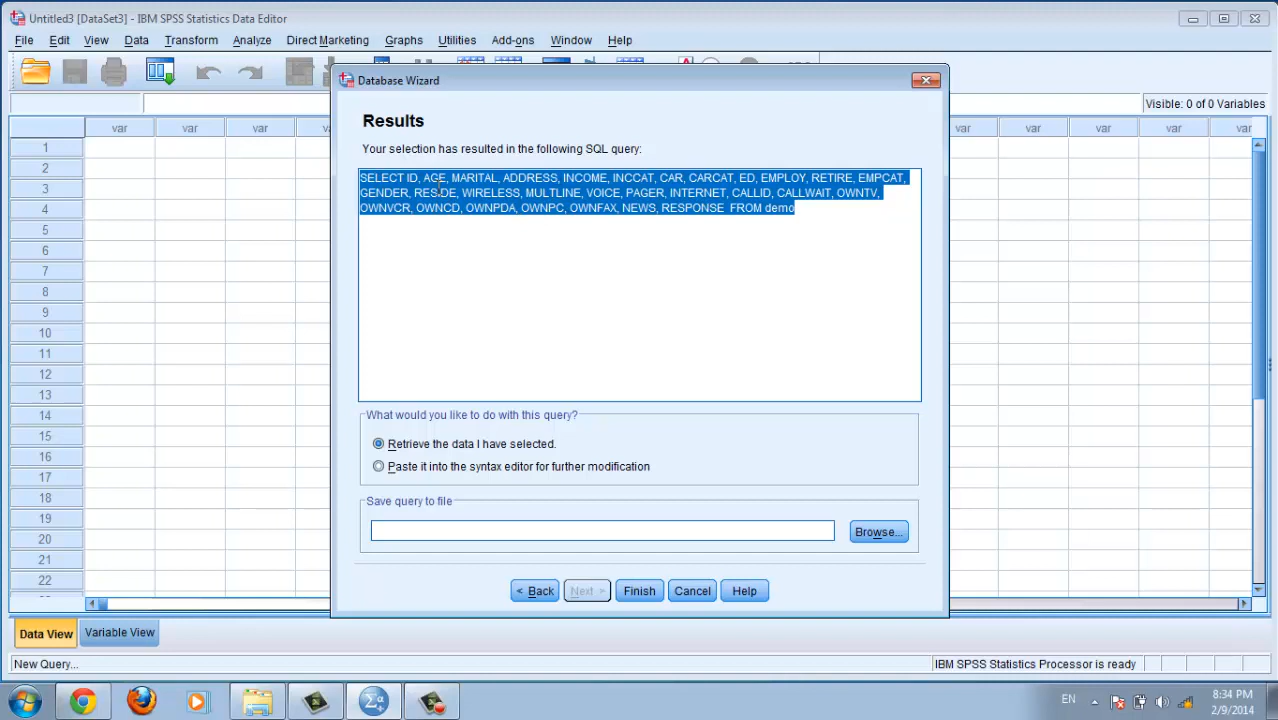 Untitled3 [DataSet3] - IBM SPSS Statistics Data Editor
File Edit View Data Transform Analyze Direct Marketing Graphs Utilities Add-ons Window Help
Visible: 0 of 0 Variables
var var var var var var var var
1
2
3
4
5
6
7
8
9
10
11
12
13
14
15
16
17
18
19
20
21
22
Database Wizard
Results
Your selection has resulted in the following SQL query:
SELECT ID, AGE, MARITAL, ADDRESS, INCOME, INCCAT, CAR, CARCAT, ED, EMPLOY, RETIRE, EMPCAT,
GENDER, RESIDE, WIRELESS, MULTLINE, VOICE, PAGER, INTERNET, CALLID, CALLWAIT, OWNTV,
OWNVCR, OWNCD, OWNPDA, OWNPC, OWNFAX, NEWS, RESPONSE FROM demo
What would you like to do with this query?
Retrieve the data I have selected.
Paste it into the syntax editor for further modification
Save query to file
Browse...
< Back Next > Finish Cancel Help
Data View Variable View
New Query...
IBM SPSS Statistics Processor is ready
EN
8:34 PM
2/9/2014